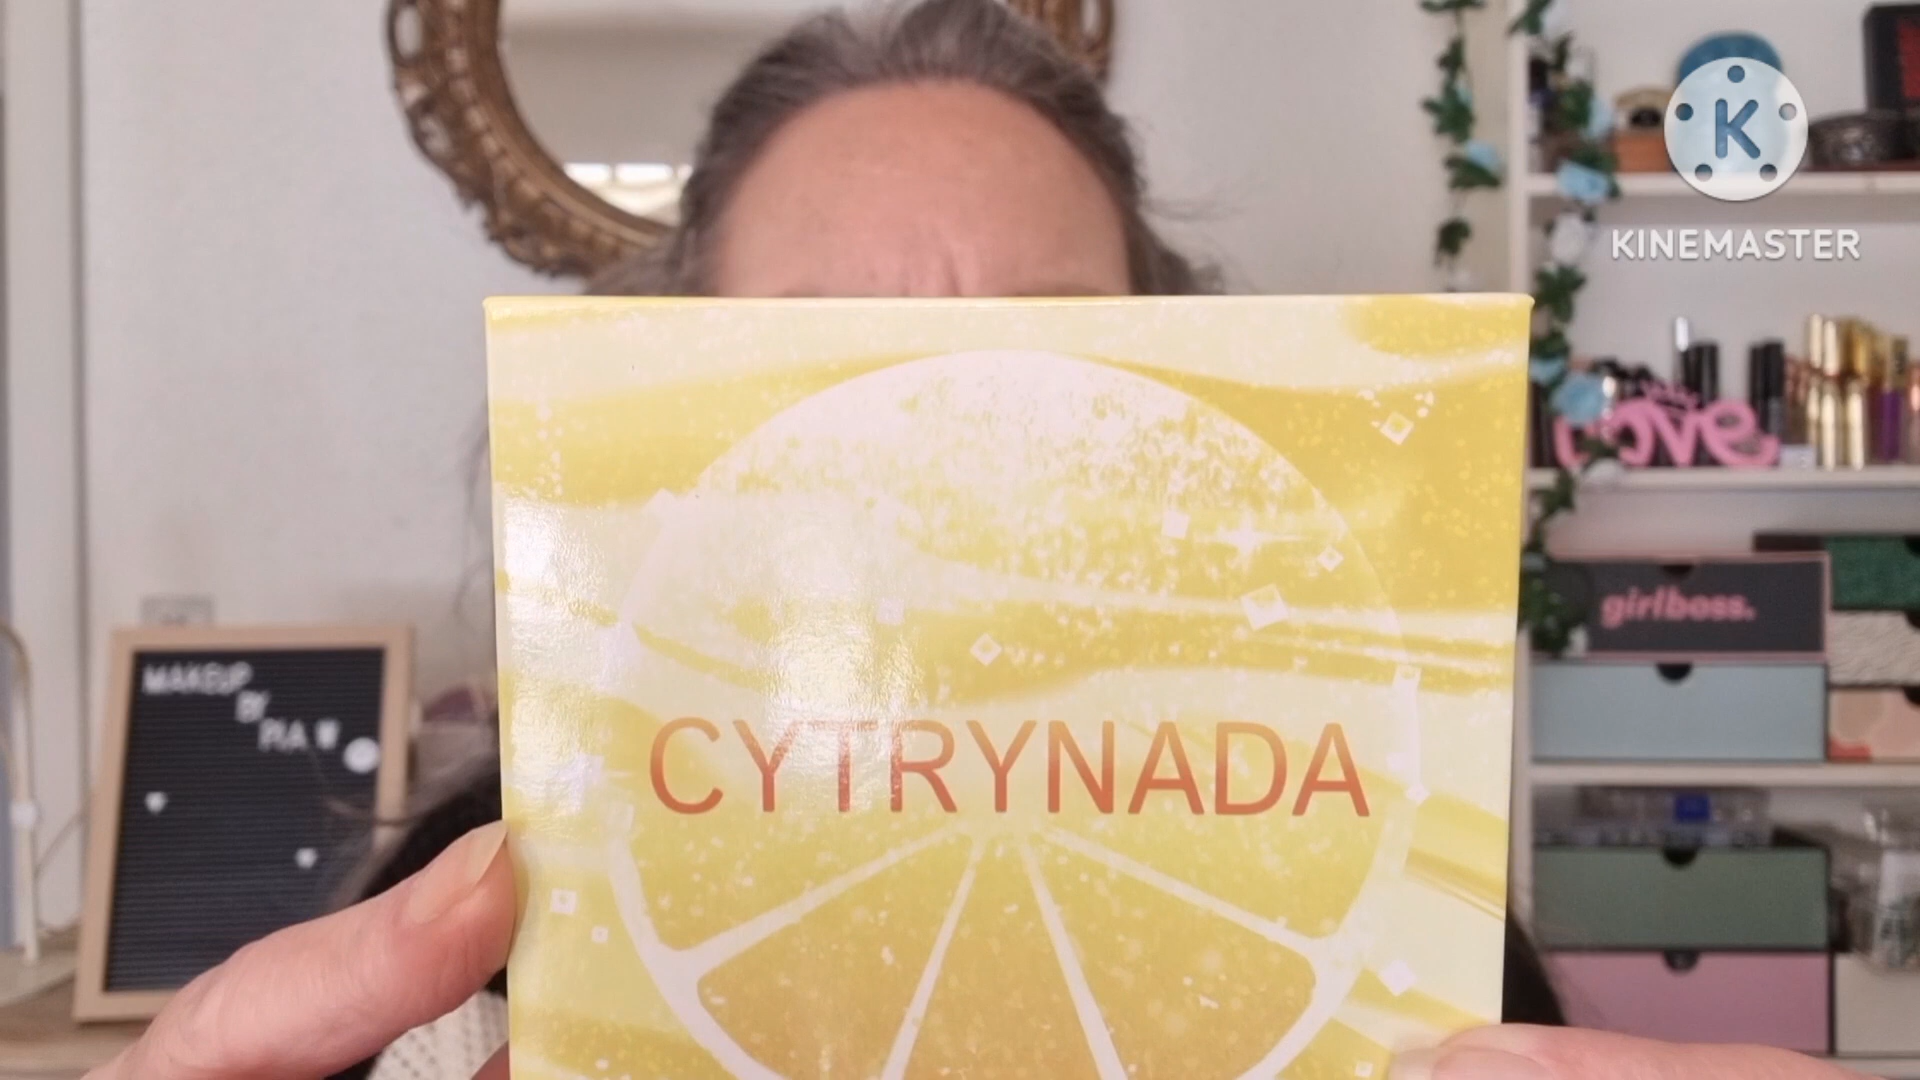 K
KINEMASTER
love
girlboss.
MAKEUP
BY
PIA
CYTRYNADA